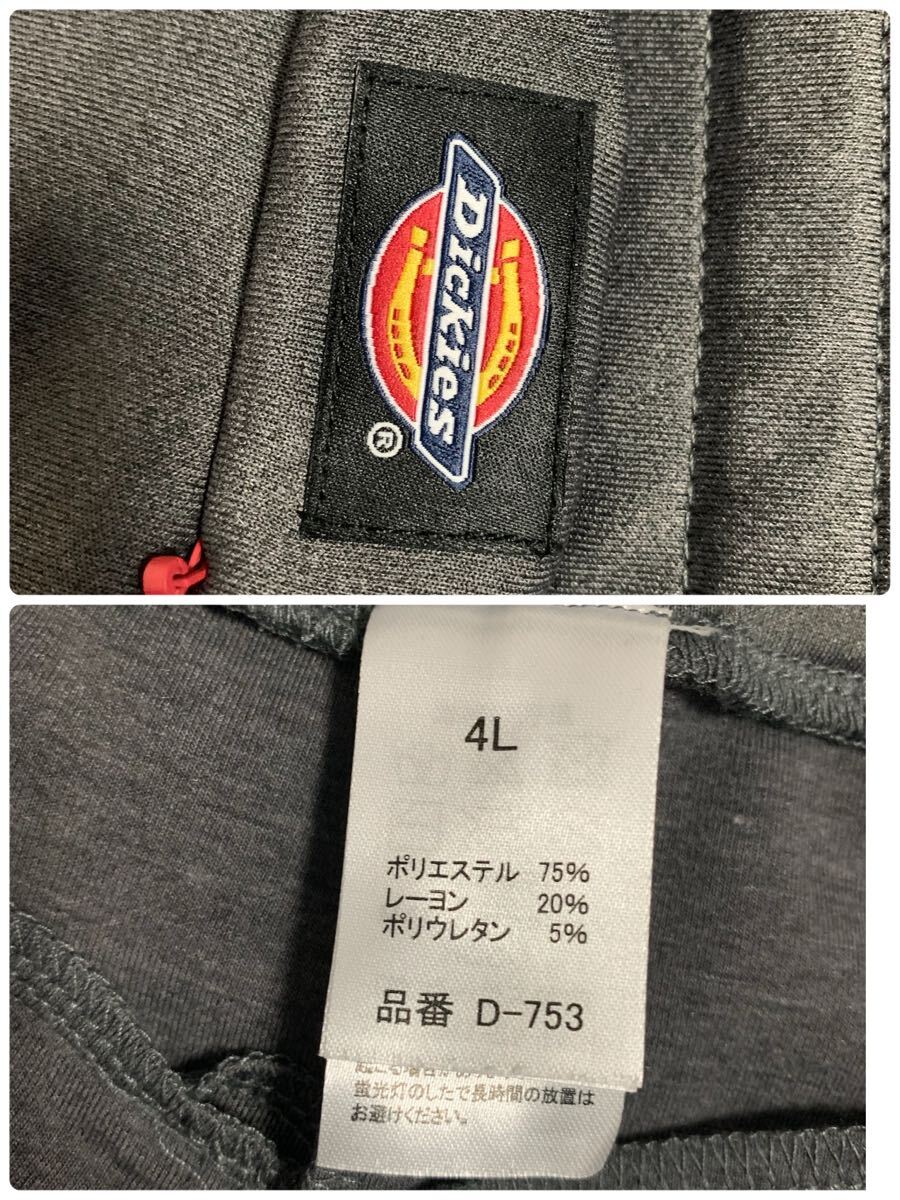 Dickies
®
4L
ポリエステル 75%
レーヨン 20%
ポリウレタン 5%
品番 D-753
蛍光灯のしたで長時間の放置は
お避けください。